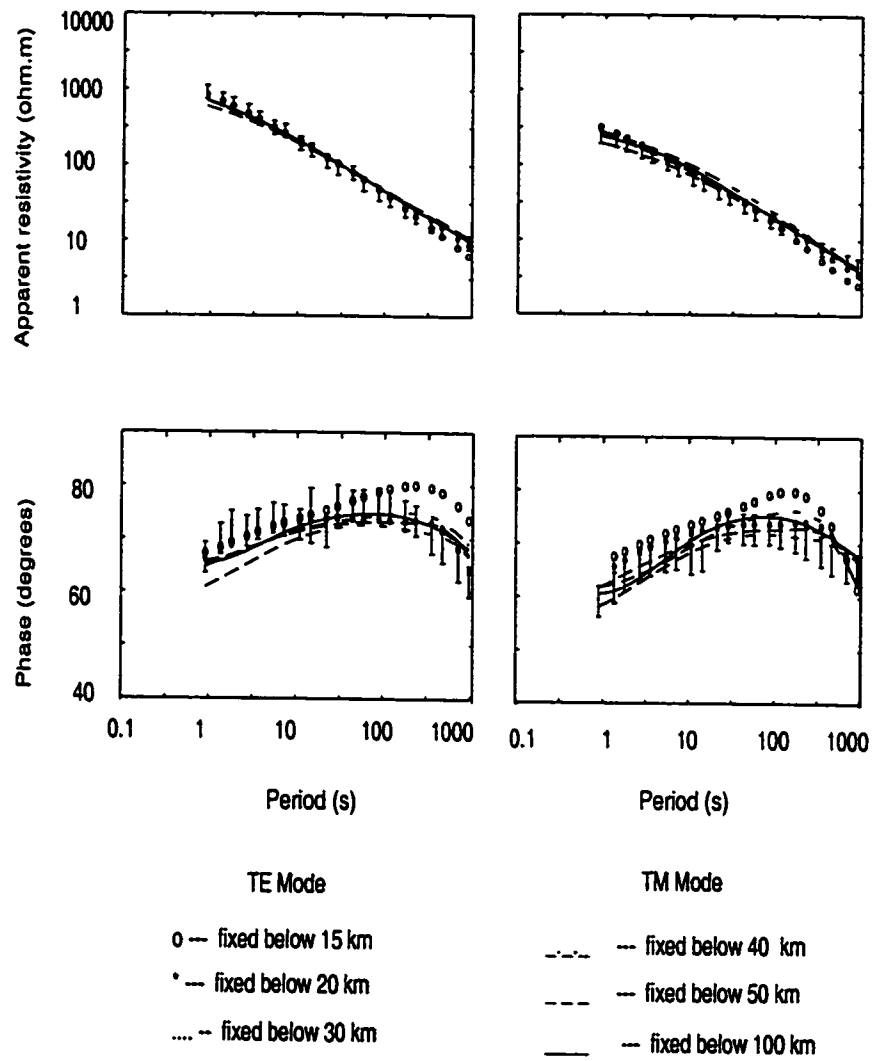 Apparent resistivity (ohm.m)
10000
1000
100
10
1
Phase (degrees)
80
60
40
0.1 1 10 100 1000
0.1 1 10 100 1000
Period (s)
Period (s)
TE Mode
TM Mode
o --- fixed below 15 km
* --- fixed below 20 km
.... -- fixed below 30 km
_._._ --- fixed below 40 km
_ _ _ --- fixed below 50 km
___ --- fixed below 100 km